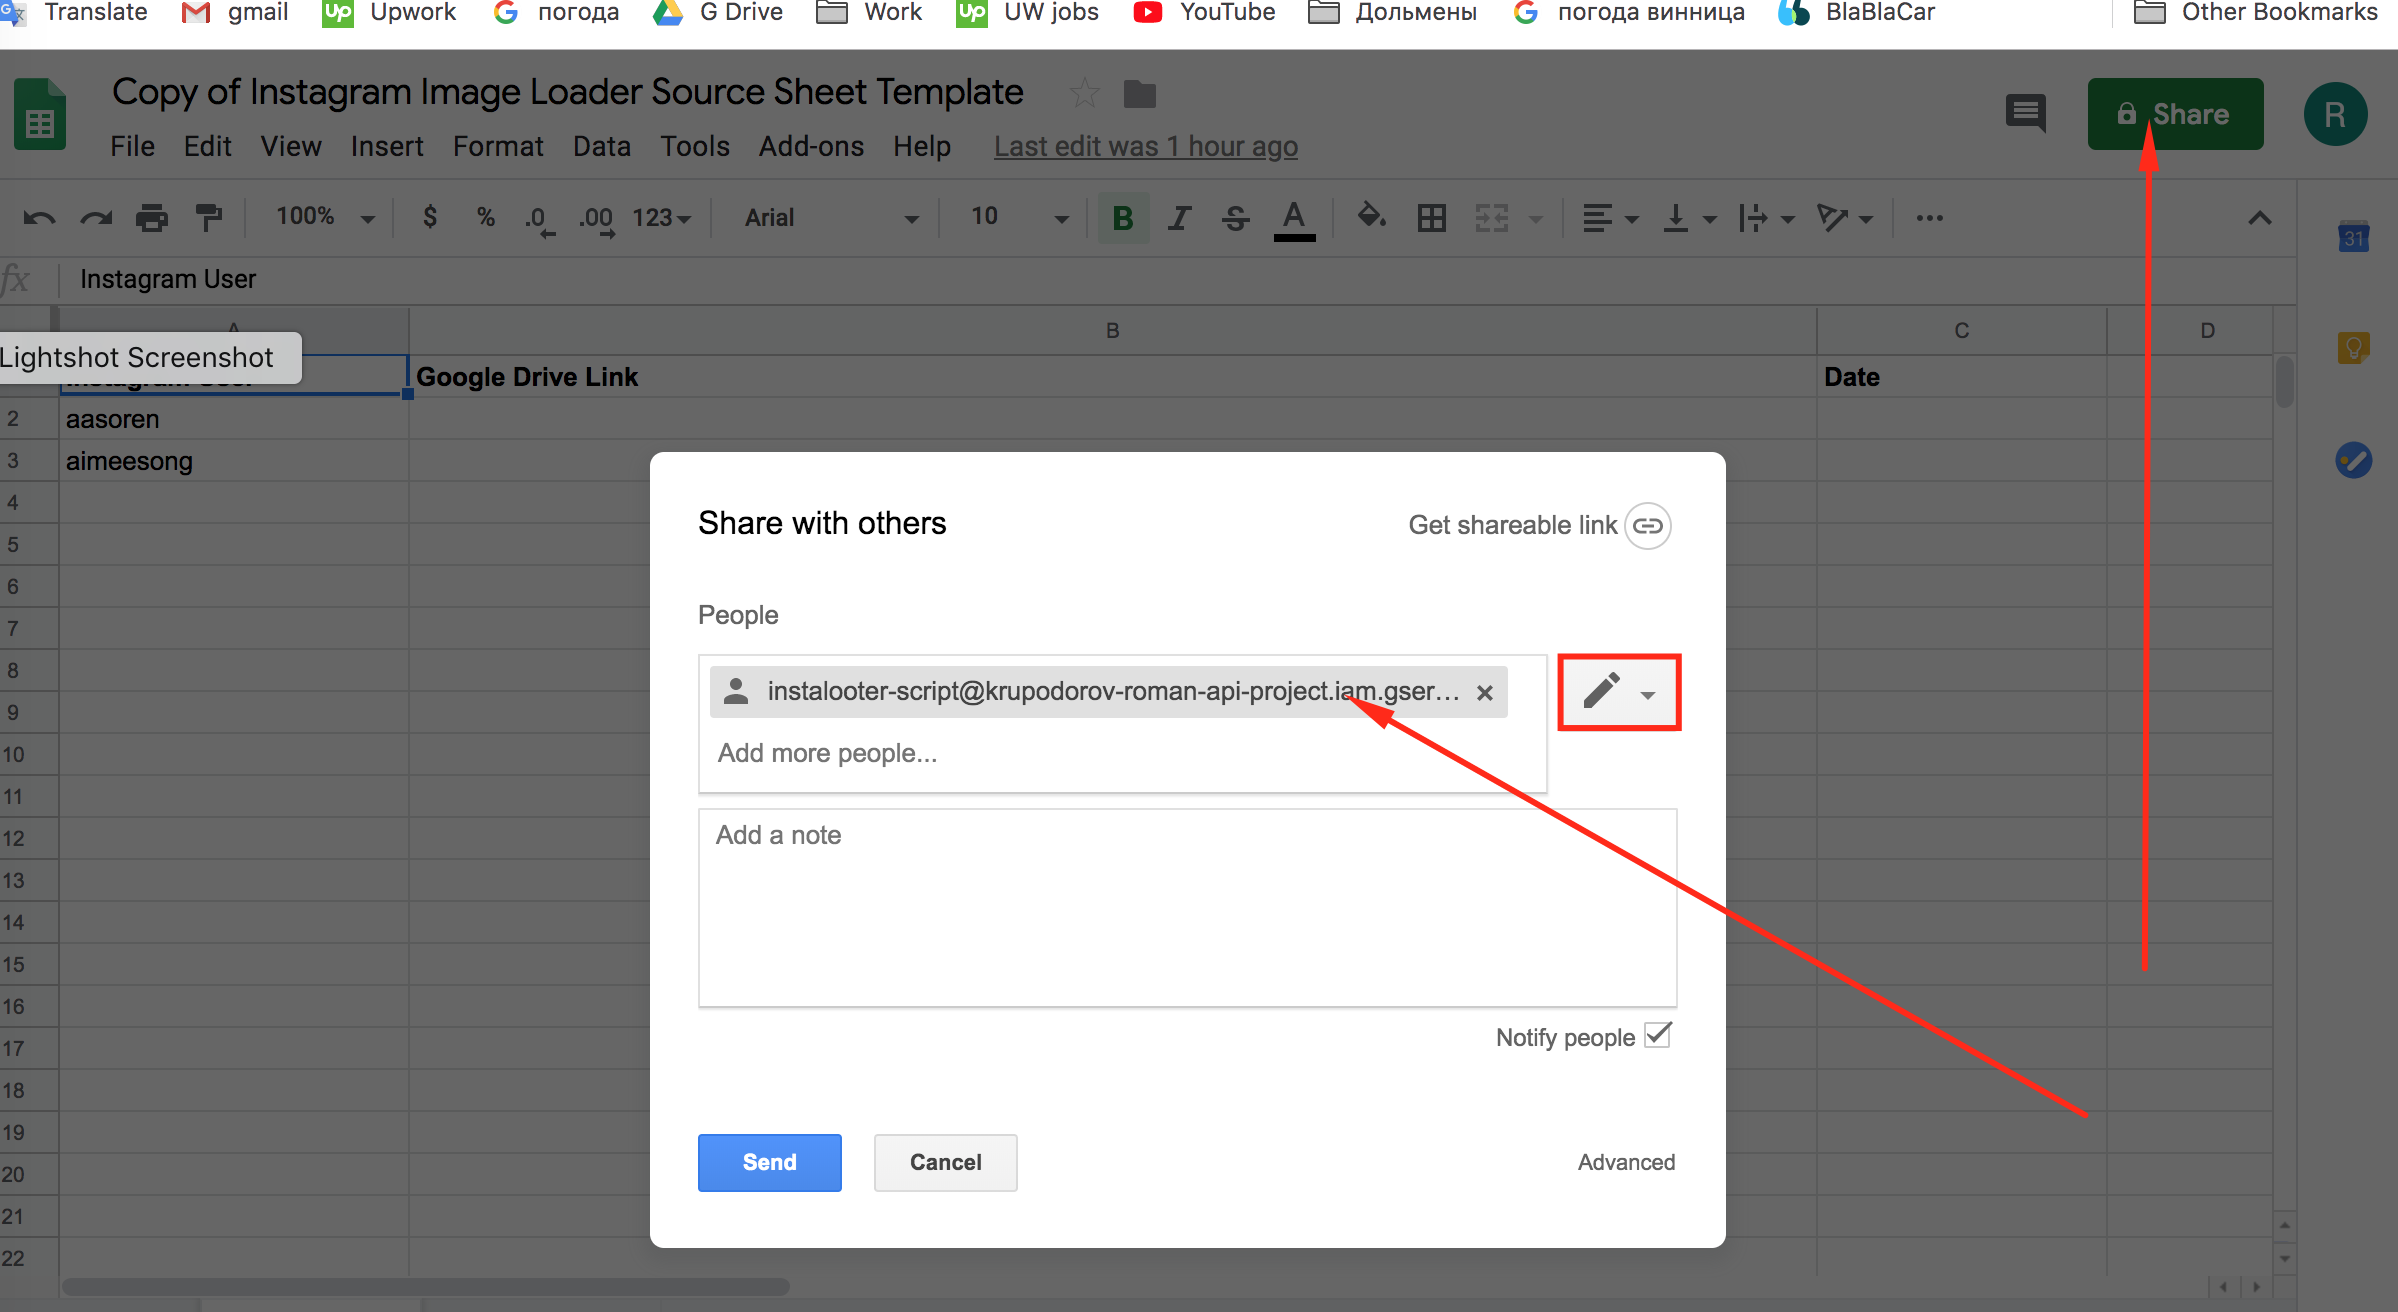 Translate gmail Upwork погода G Drive Work UW jobs YouTube Дольмены погода винница BlaBlaCar Other Bookmarks
Copy of Instagram Image Loader Source Sheet Template
Share R
File Edit View Insert Format Data Tools Add-ons Help Last edit was 1 hour ago
100% $ % .0 .00 123 Arial 10 B I S A
31
fx Instagram User
A B C D
Lightshot Screenshot
Google Drive Link Date
2 aasoren
3 aimeesong
4
5
6
7
8
9
10
11
12
13
14
15
16
17
18
19
20
21
22
Share with others Get shareable link
People
instalooter-script@krupodorov-roman-api-project.iam.gser... ×
Add more people...
Add a note
Notify people
Send Cancel Advanced